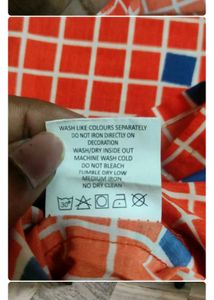 WASH LIKE COLOURS SEPARATELY
DO NOT IRON DIRECTLY ON
DECORATION
WASH/DRY INSIDE OUT
MACHINE WASH COLD
DO NOT BLEACH
TUMBLE DRY LOW
MEDIUM IRON
NO DRY CLEAN
30°